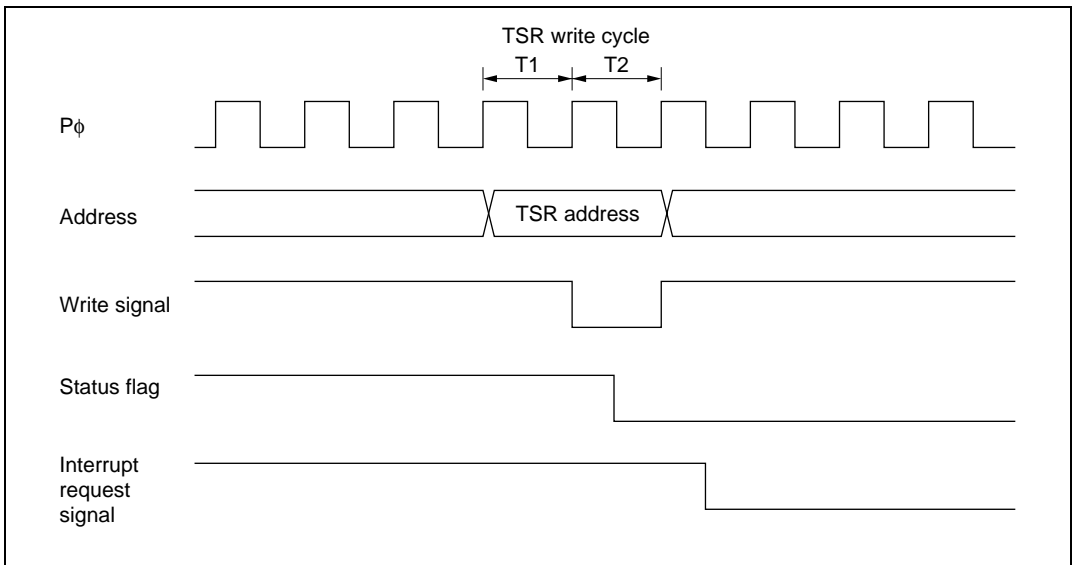 TSR write cycle
T1 T2
Pϕ
Address
TSR address
Write signal
Status flag
Interrupt
request
signal